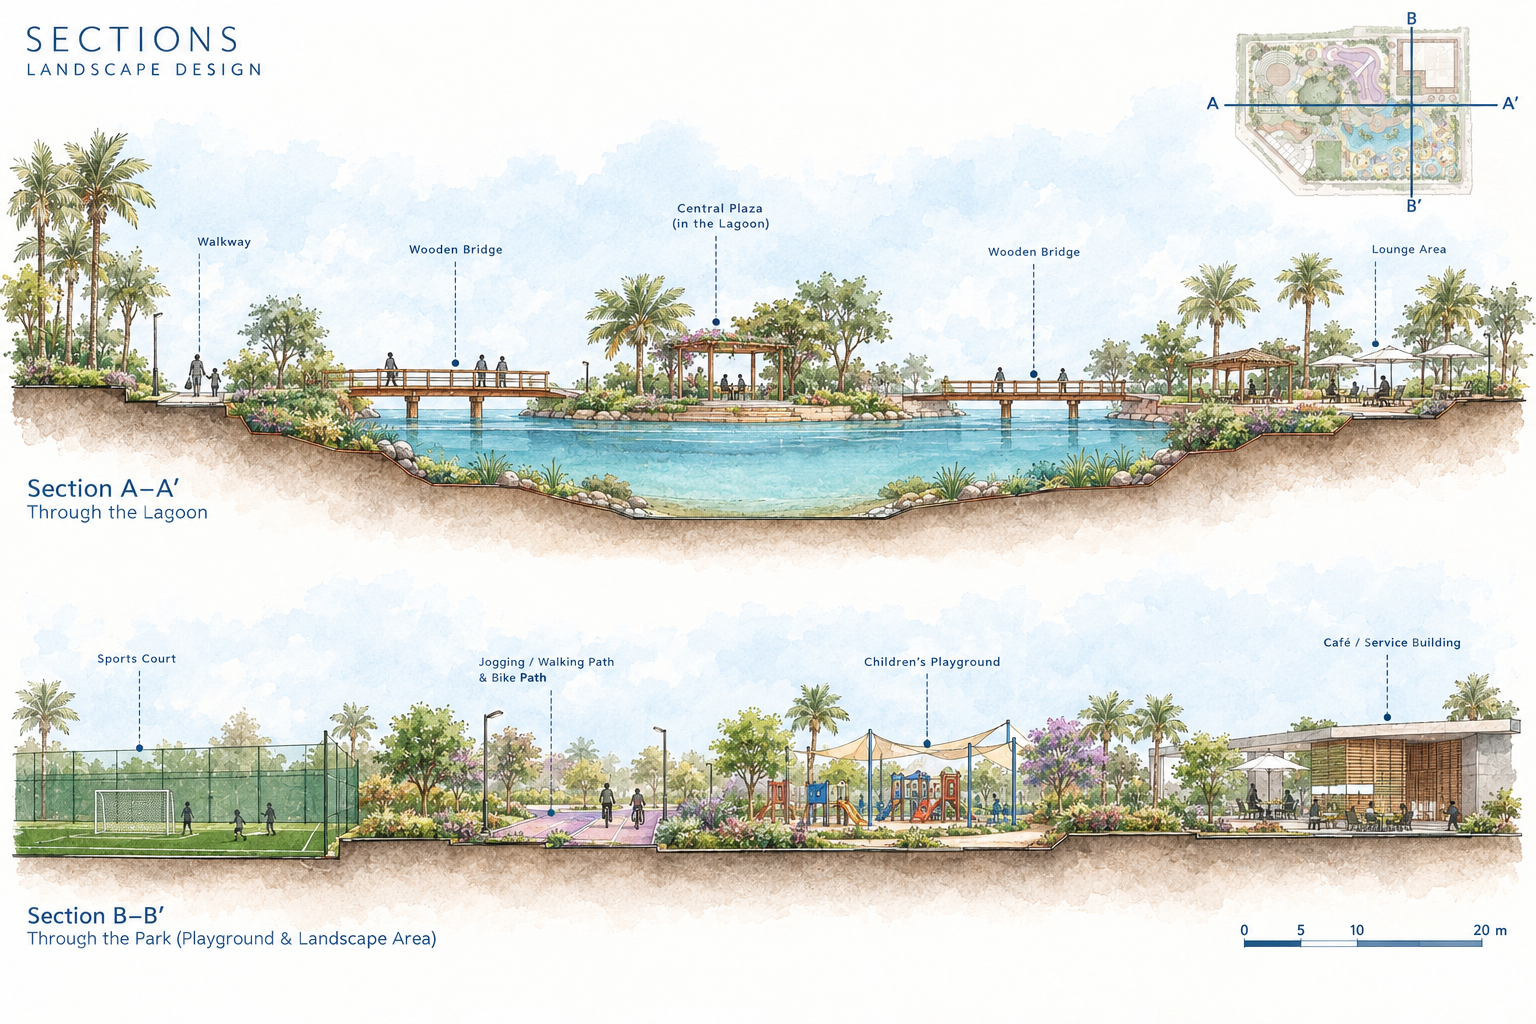 SECTIONS
LANDSCAPE DESIGN
B
A
A’
B’
Central Plaza
(in the Lagoon)
Walkway
Wooden Bridge
Wooden Bridge
Lounge Area
Section A–A’
Through the Lagoon
Sports Court
Jogging / Walking Path
& Bike Path
Children’s Playground
Café / Service Building
Section B–B’
Through the Park (Playground & Landscape Area)
0 5 10 20 m